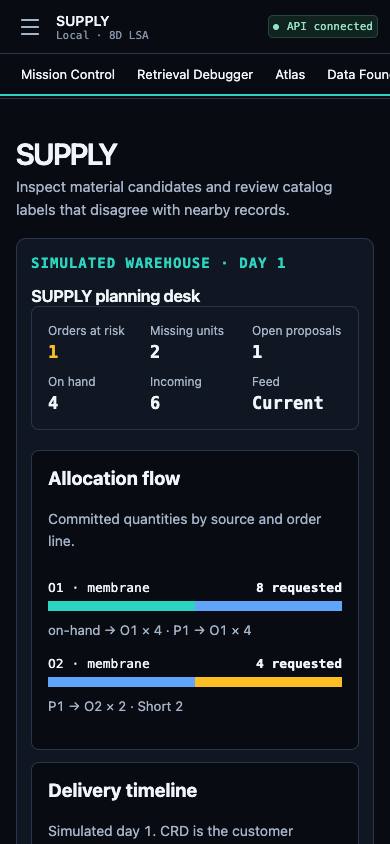 SUPPLY
Local · 8D LSA
API connected
Mission Control Retrieval Debugger Atlas Data Foun
SUPPLY
Inspect material candidates and review catalog
labels that disagree with nearby records.
SIMULATED WAREHOUSE · DAY 1
SUPPLY planning desk
Orders at risk Missing units Open proposals
1 2 1
On hand Incoming Feed
4 6 Current
Allocation flow
Committed quantities by source and order
line.
O1 · membrane 8 requested
on-hand → O1 × 4 · P1 → O1 × 4
O2 · membrane 4 requested
P1 → O2 × 2 · Short 2
Delivery timeline
Simulated day 1. CRD is the customer